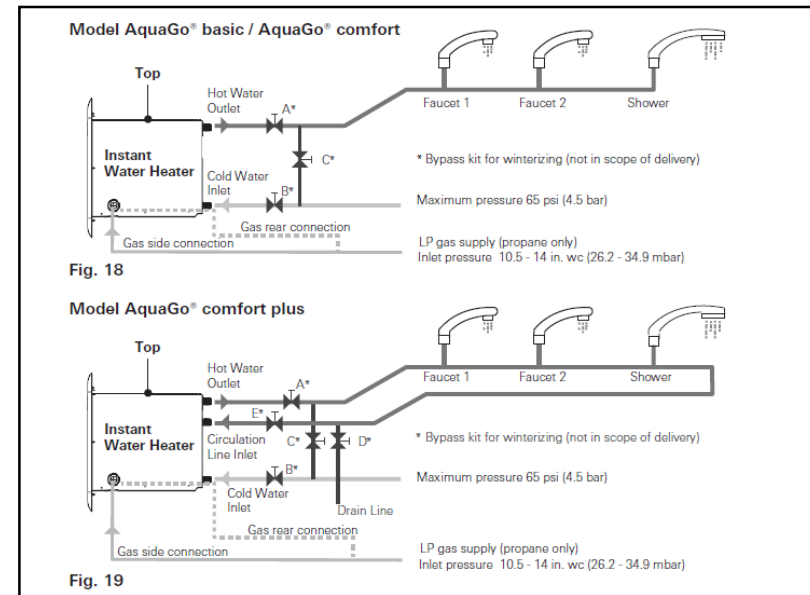 Model AquaGo® basic / AquaGo® comfort
Top
Hot Water
Outlet
A*
Faucet 1
Faucet 2
Shower
Instant
Water Heater
C*
* Bypass kit for winterizing (not in scope of delivery)
Cold Water
Inlet
B*
Maximum pressure 65 psi (4.5 bar)
Gas rear connection
Gas side connection
LP gas supply (propane only)
Inlet pressure 10.5 - 14 in. wc (26.2 - 34.9 mbar)
Fig. 18
Model AquaGo® comfort plus
Top
Hot Water
Outlet
A*
Faucet 1
Faucet 2
Shower
E*
Instant
Water Heater
Circulation
Line Inlet
C*
D*
* Bypass kit for winterizing (not in scope of delivery)
B*
Maximum pressure 65 psi (4.5 bar)
Cold Water
Inlet
Drain Line
Gas rear connection
Gas side connection
LP gas supply (propane only)
Inlet pressure 10.5 - 14 in. wc (26.2 - 34.9 mbar)
Fig. 19